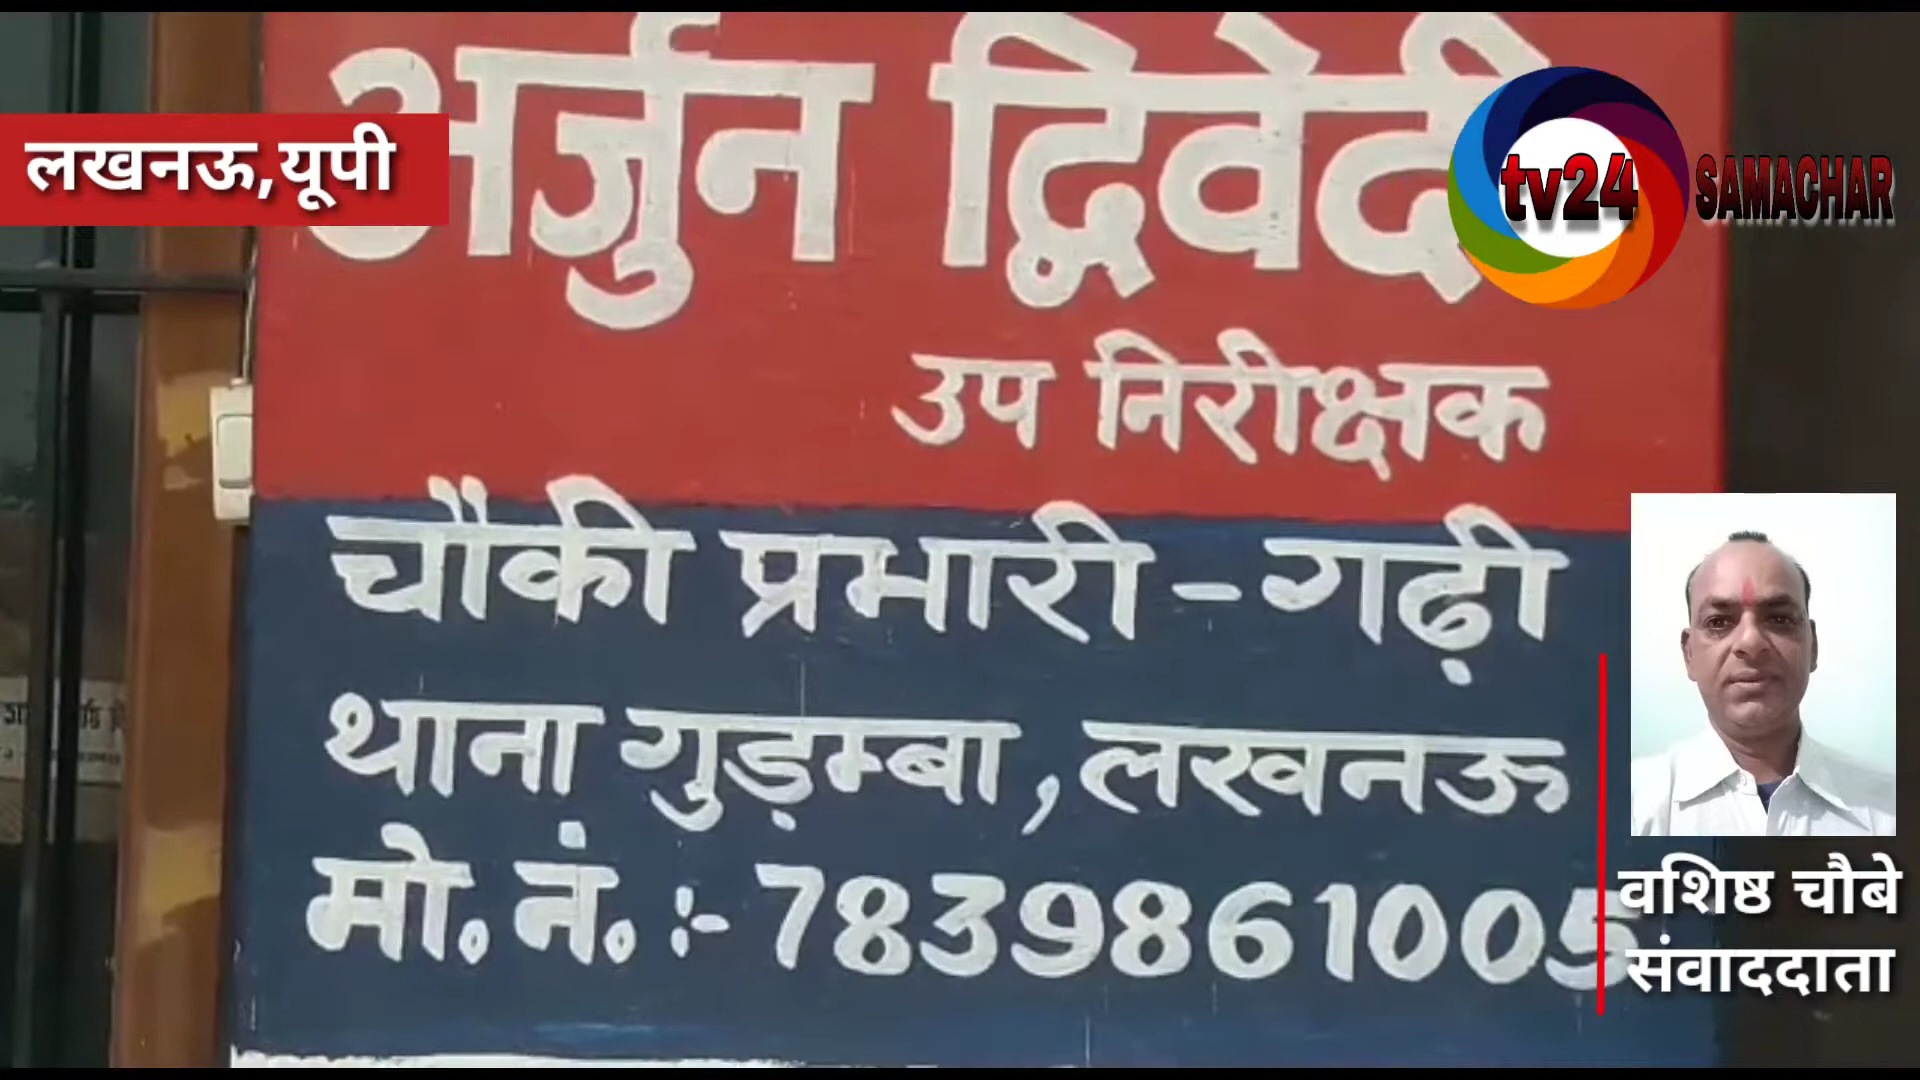 अर्जुन द्विवेदी
लखनऊ,यूपी
tv24 SAMACHAR
उप निरीक्षक
चौकी प्रभारी-गढ़ी
थाना गुड़म्बा,लखनऊ
मो.नं.:-7839861005
वशिष्ठ चौबे
संवाददाता